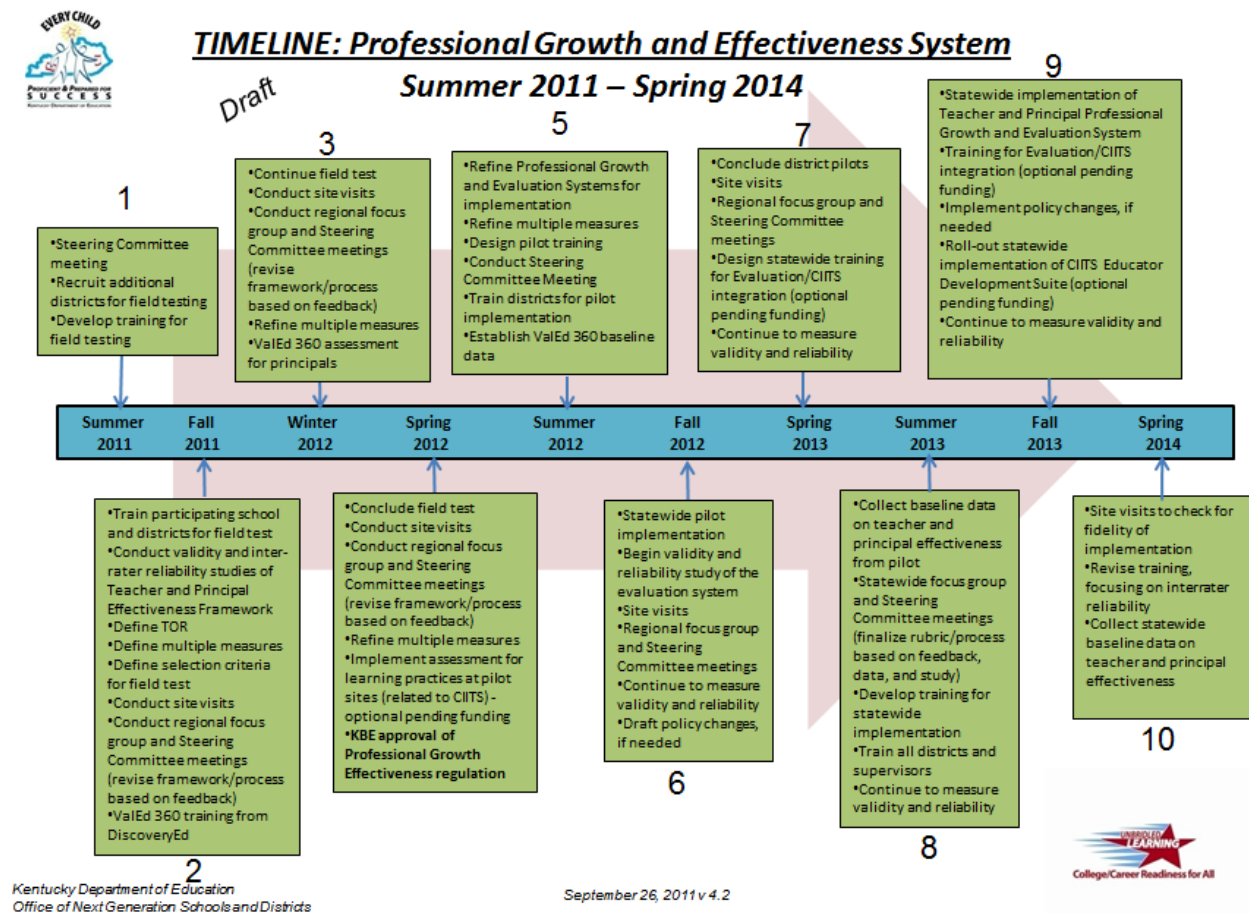 EVERY CHILD
PROFICIENT & PREPARED FOR
SUCCESS
KENTUCKY DEPARTMENT OF EDUCATION
TIMELINE: Professional Growth and Effectiveness System
Summer 2011 – Spring 2014
Draft
1
•Steering Committee
meeting
•Recruit additional
districts for field testing
•Develop training for
field testing
3
•Continue field test
•Conduct site visits
•Conduct regional focus
group and Steering
Committee meetings
(revise
framework/process
based on feedback)
•Refine multiple measures
•ValEd 360 assessment
for principals
5
•Refine Professional Growth
and Evaluation Systems for
implementation
•Refine multiple measures
•Design pilot training
•Conduct Steering
Committee Meeting
•Train districts for pilot
implementation
•Establish ValEd 360 baseline
data
7
•Conclude district pilots
•Site visits
•Regional focus group and
Steering Committee
meetings
•Design statewide training
for Evaluation/CIITS
integration (optional
pending funding)
•Continue to measure
validity and reliability
9
•Statewide implementation of
Teacher and Principal Professional
Growth and Evaluation System
•Training for Evaluation/CIITS
integration (optional pending
funding)
•Implement policy changes, if
needed
•Roll-out statewide
implementation of CIITS Educator
Development Suite (optional
pending funding)
•Continue to measure validity and
reliability
Summer Fall Winter Spring Summer Fall Spring Summer Fall Spring
2011 2011 2012 2012 2012 2012 2013 2013 2013 2014
•Train participating school
and districts for field test
•Conduct validity and inter-
rater reliability studies of
Teacher and Principal
Effectiveness Framework
•Define TOR
•Define multiple measures
•Define selection criteria
for field test
•Conduct site visits
•Conduct regional focus
group and Steering
Committee meetings
(revise framework/process
based on feedback)
•ValEd 360 training from
DiscoveryEd
2
•Conclude field test
•Conduct site visits
•Conduct regional focus
group and Steering
Committee meetings
(revise framework/process
based on feedback)
•Refine multiple measures
•Implement assessment for
learning practices at pilot
sites (related to CIITS) -
optional pending funding
•KBE approval of
Professional Growth
Effectiveness regulation
•Statewide pilot
implementation
•Begin validity and
reliability study of the
evaluation system
•Site visits
•Regional focus group
and Steering
Committee meetings
•Continue to measure
validity and reliability
•Draft policy changes,
if needed
6
•Collect baseline data
on teacher and
principal effectiveness
from pilot
•Statewide focus group
and Steering
Committee meetings
(finalize rubric/process
based on feedback,
data, and study)
•Develop training for
statewide
implementation
•Train all districts and
supervisors
•Continue to measure
validity and reliability
8
•Site visits to check for
fidelity of
implementation
•Revise training,
focusing on interrater
reliability
•Collect statewide
baseline data on
teacher and principal
effectiveness
10
UNBRIDLED
LEARNING
College/Career Readiness for All
Kentucky Department of Education
Office of Next Generation Schools and Districts
September 26, 2011 v 4.2